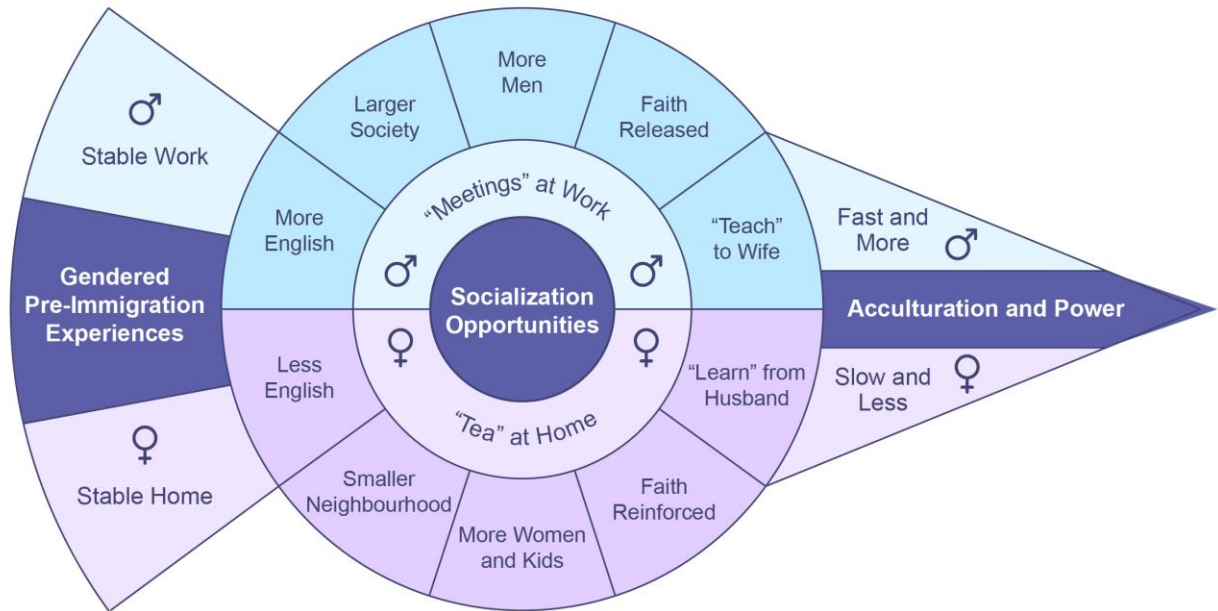 Stable Work
Gendered
Pre-Immigration
Experiences
Stable Home
More
English
Larger
Society
More
Men
Faith
Released
“Teach”
to Wife
“Meetings” at Work
Socialization
Opportunities
“Tea” at Home
Less
English
Smaller
Neighbourhood
More Women
and Kids
Faith
Reinforced
“Learn” from
Husband
Fast and
More
Acculturation and Power
Slow and
Less